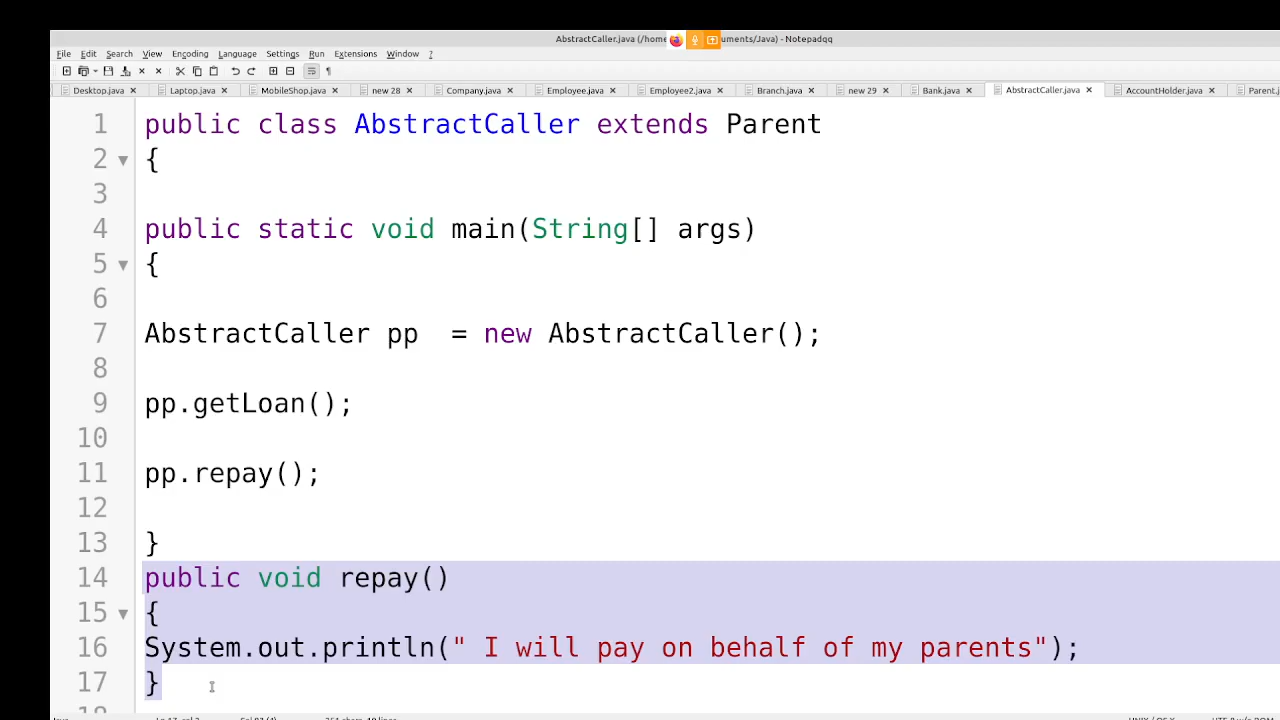 AbstractCaller.java (/home uments/Java) - Notepadqq
File Edit Search View Encoding Language Settings Run Extensions Window ?
Desktop.java Laptop.java MobileShop.java new 28 Company.java Employee.java Employee2.java Branch.java new 29 Bank.java AbstractCaller.java AccountHolder.java Parent.j
1 public class AbstractCaller extends Parent
2 {
3
4 public static void main(String[] args)
5 {
6
7 AbstractCaller pp  = new AbstractCaller();
8
9 pp.getLoan();
10
11 pp.repay();
12
13 }
14 public void repay()
15 {
16 System.out.println(" I will pay on behalf of my parents");
17 }